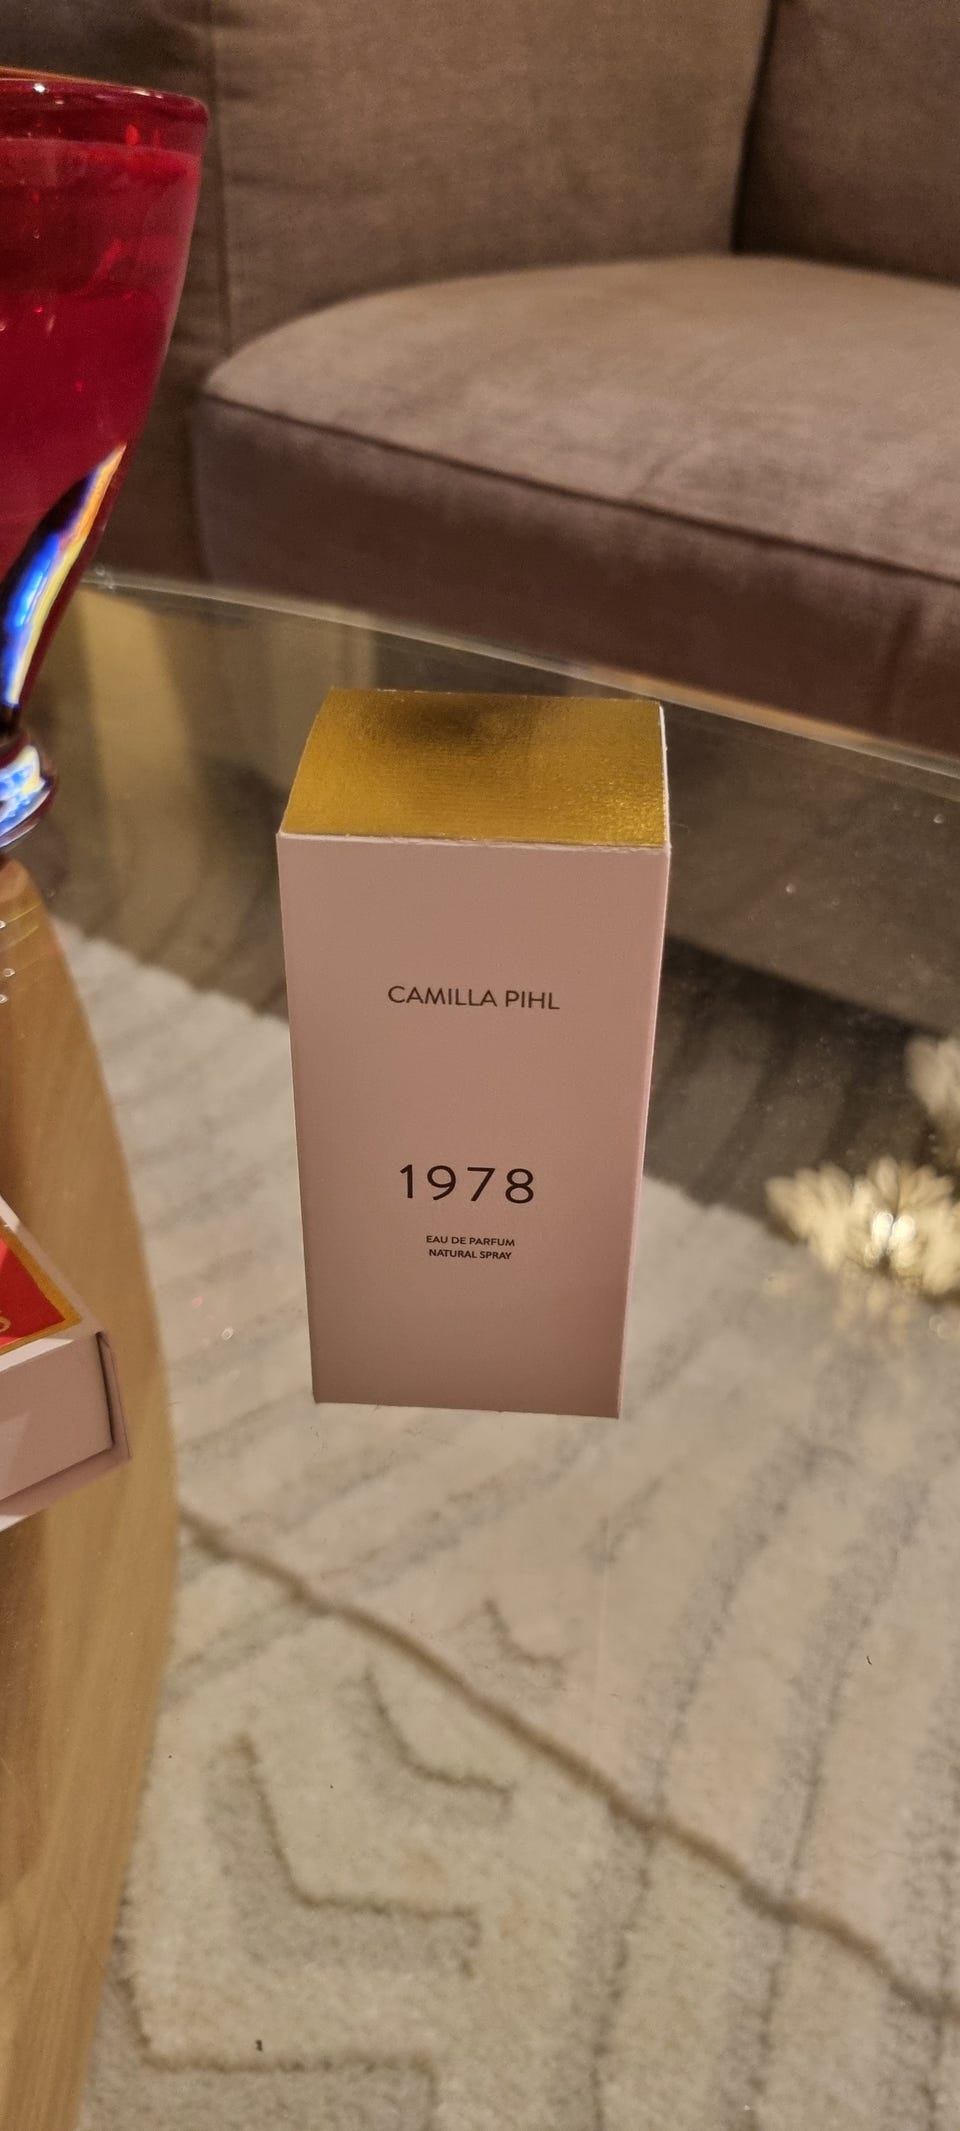 CAMILLA PIHL
1978
EAU DE PARFUM
NATURAL SPRAY